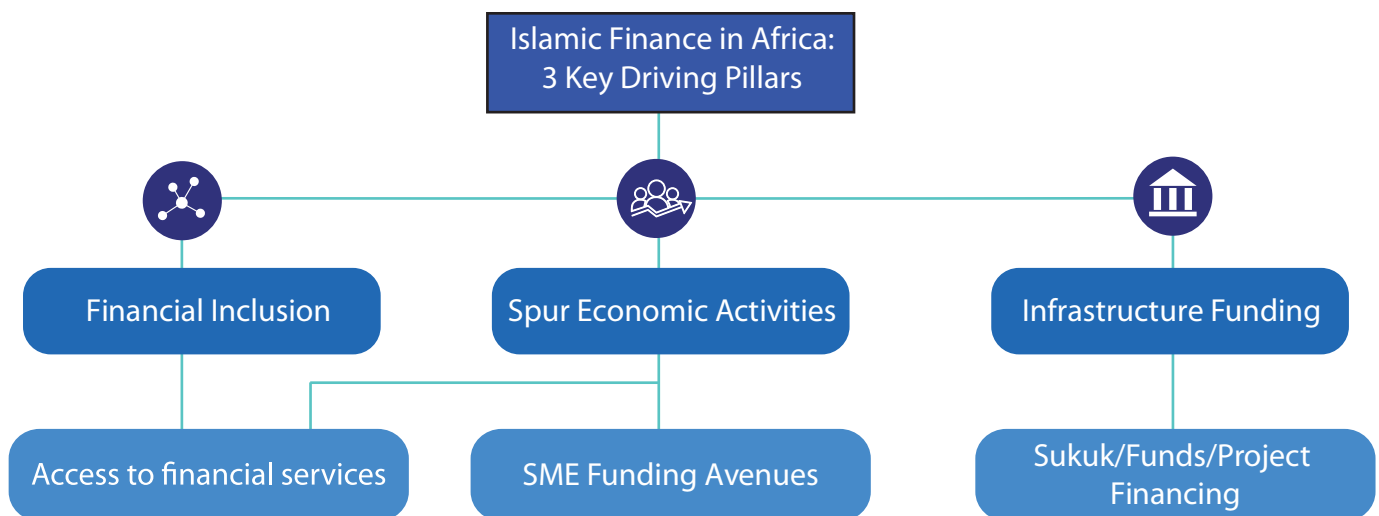 Islamic Finance in Africa:
3 Key Driving Pillars
Financial Inclusion
Spur Economic Activities
Infrastructure Funding
Access to financial services
SME Funding Avenues
Sukuk/Funds/Project
Financing